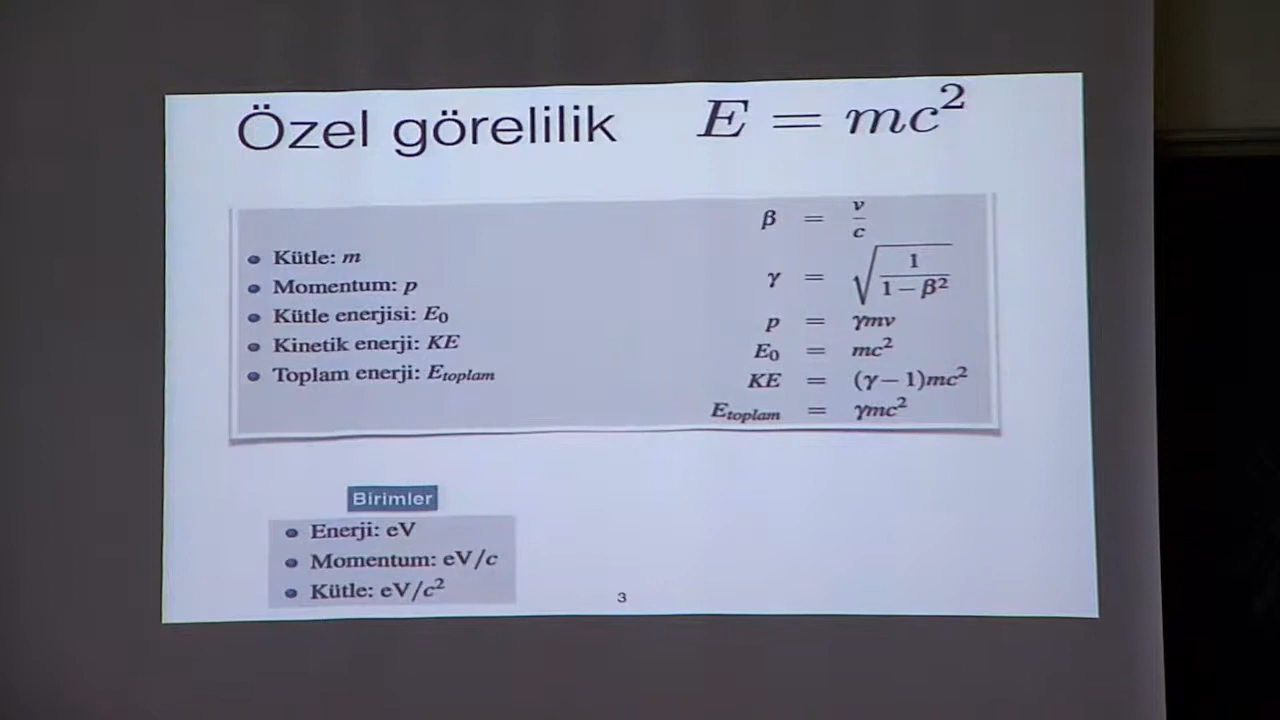 Özel görelilik E = mc²
• Kütle: m
• Momentum: p
• Kütle enerjisi: E₀
• Kinetik enerji: KE
• Toplam enerji: E_toplam
β = v/c
γ = √(1/(1−β²))
p = γmv
E₀ = mc²
KE = (γ−1)mc²
E_toplam = γmc²
Birimler
• Enerji: eV
• Momentum: eV/c
• Kütle: eV/c²
3